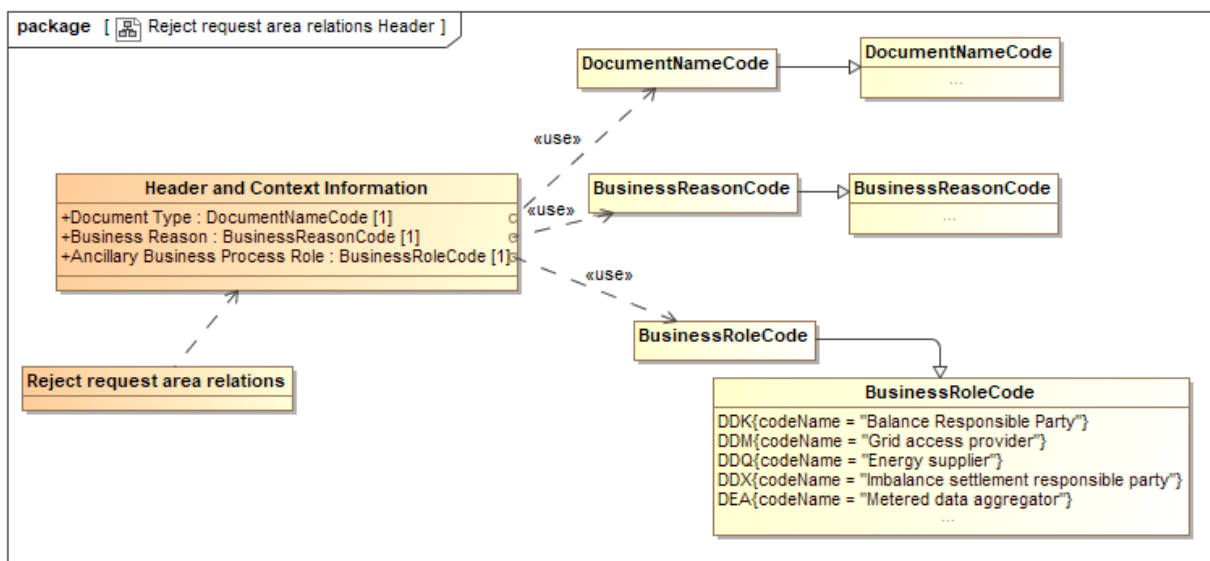 package [ Reject request area relations Header ]
DocumentNameCode
DocumentNameCode
...
«use»
Header and Context Information
+Document Type : DocumentNameCode [1]
+Business Reason : BusinessReasonCode [1]
+Ancillary Business Process Role : BusinessRoleCode [1]
«use»
BusinessReasonCode
BusinessReasonCode
...
«use»
BusinessRoleCode
Reject request area relations
BusinessRoleCode
DDK{codeName = "Balance Responsible Party"}
DDM{codeName = "Grid access provider"}
DDQ{codeName = "Energy supplier"}
DDX{codeName = "Imbalance settlement responsible party"}
DEA{codeName = "Metered data aggregator"}
...